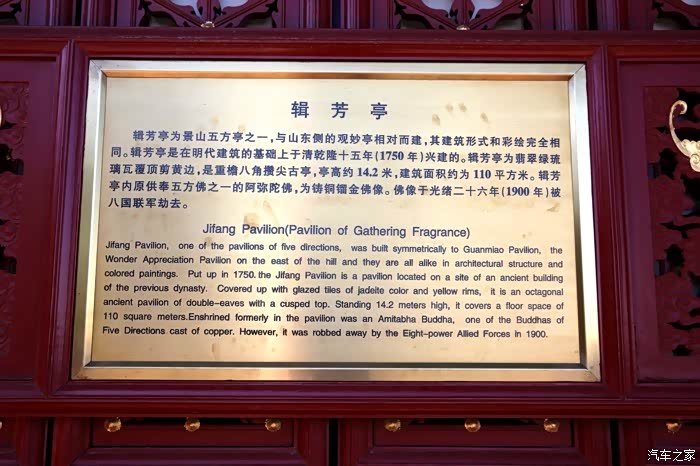 辑芳亭
辑芳亭为景山五方亭之一,与山东侧的观妙亭相对而建,其建筑形式和彩绘完全相
同。辑芳亭是在明代建筑的基础上于清乾隆十五年(1750 年)兴建的。辑芳亭为翡翠绿琉
璃瓦覆顶剪黄边,是重檐八角攒尖古亭,亭高约 14.2 米,建筑面积约为 110 平方米。辑芳
亭内原供奉五方佛之一的阿弥陀佛,为铸铜镏金佛像。佛像于光绪二十六年(1900 年)被
八国联军劫去。
Jifang Pavilion(Pavilion of Gathering Fragrance)
Jifang Pavilion, one of the pavilions of five directions, was built symmetrically to Guanmiao Pavilion, the
Wonder Appreciation Pavilion on the east of the hill and they are all alike in architectural structure and
colored paintings. Put up in 1750. the Jifang Pavilion is a pavilion located on a site of an ancient building
of the previous dynasty. Covered up with glazed tiles of jadeite color and yellow rims, it is an octagonal
ancient pavilion of double-eaves with a cusped top. Standing 14.2 meters high, it covers a floor space of
110 square meters.Enshrined formerly in the pavilion was an Amitabha Buddha, one of the Buddhas of
Five Directions cast of copper. However, it was robbed away by the Eight-power Allied Forces in 1900.
汽车之家